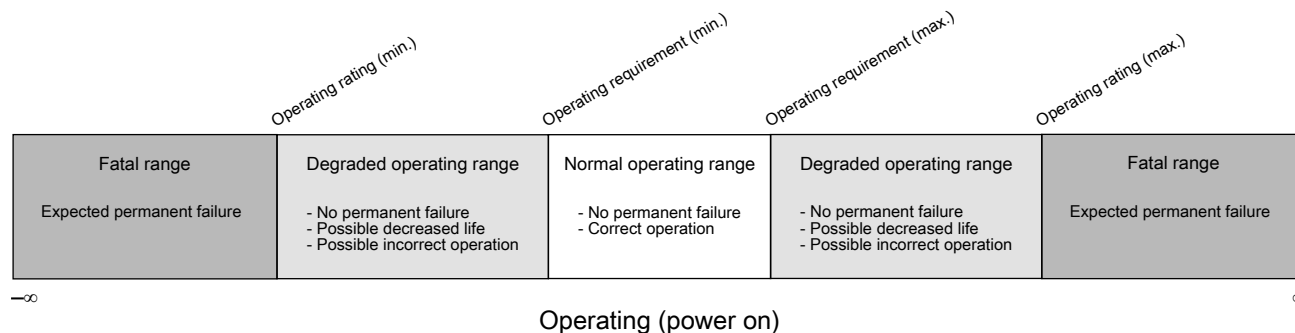 Operating rating (min.)
Operating requirement (min.)
Operating requirement (max.)
Operating rating (max.)
Fatal range
Expected permanent failure
Degraded operating range
- No permanent failure
- Possible decreased life
- Possible incorrect operation
Normal operating range
- No permanent failure
- Correct operation
Degraded operating range
- No permanent failure
- Possible decreased life
- Possible incorrect operation
Fatal range
Expected permanent failure
–∞
Operating (power on)